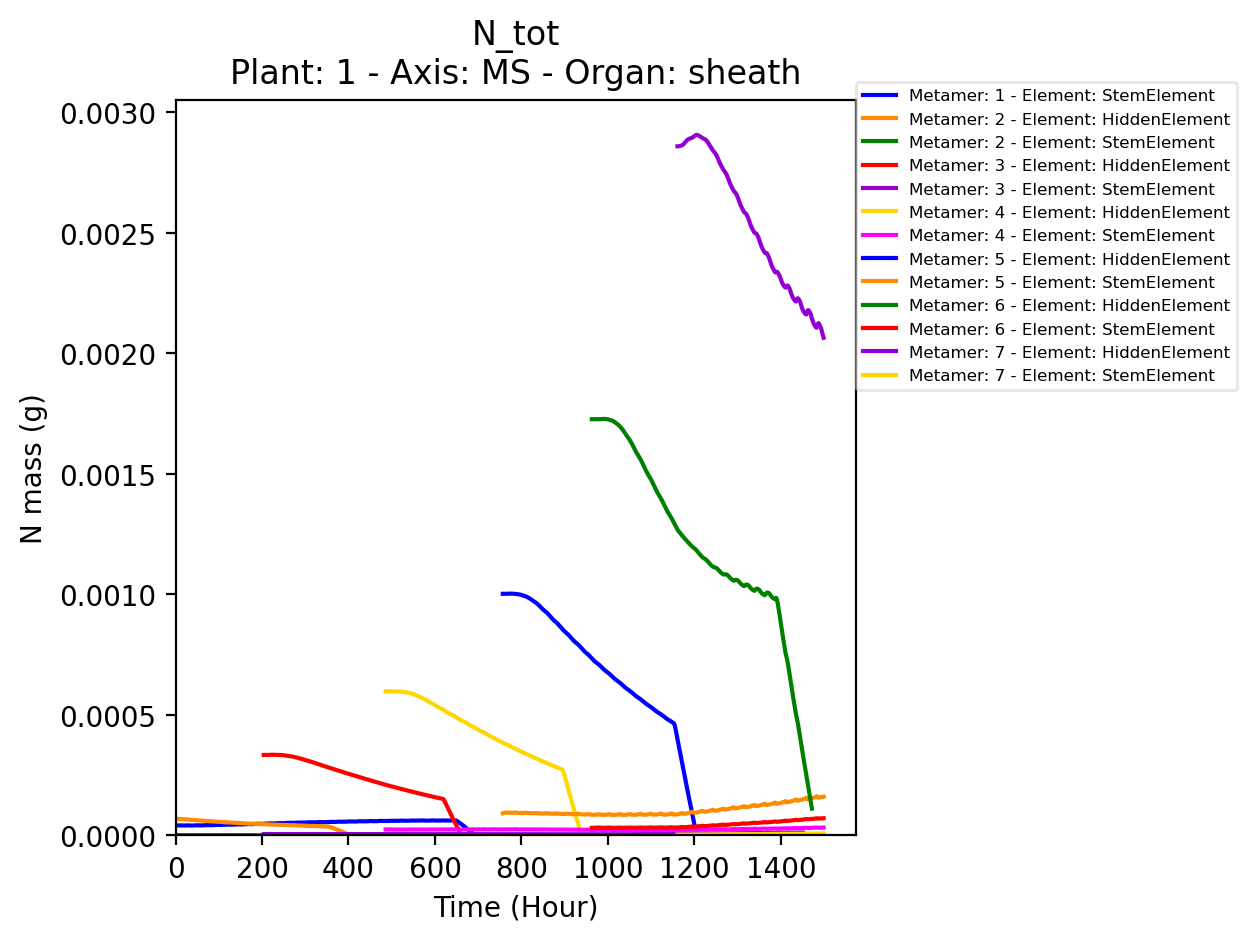 N_tot
Plant: 1 - Axis: MS - Organ: sheath
Metamer: 1 - Element: StemElement
Metamer: 2 - Element: HiddenElement
Metamer: 2 - Element: StemElement
Metamer: 3 - Element: HiddenElement
Metamer: 3 - Element: StemElement
Metamer: 4 - Element: HiddenElement
Metamer: 4 - Element: StemElement
Metamer: 5 - Element: HiddenElement
Metamer: 5 - Element: StemElement
Metamer: 6 - Element: HiddenElement
Metamer: 6 - Element: StemElement
Metamer: 7 - Element: HiddenElement
Metamer: 7 - Element: StemElement
N mass (g)
0.0030
0.0025
0.0020
0.0015
0.0010
0.0005
0.0000
0 200 400 600 800 1000 1200 1400
Time (Hour)